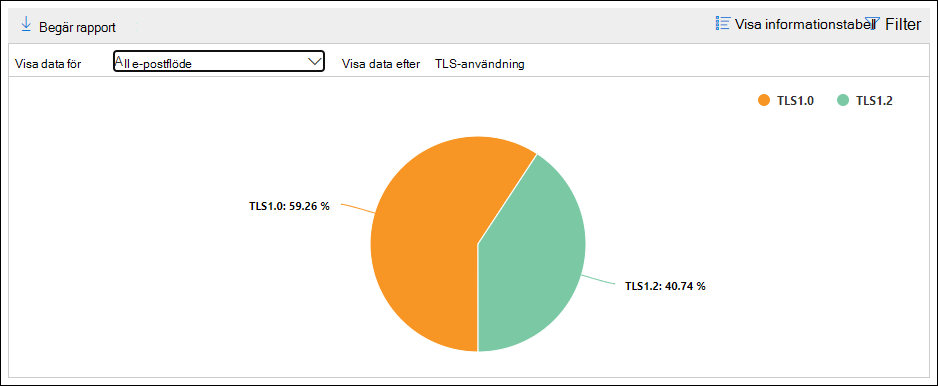 Begär rapport
Visa informationstabell Filter
Visa data för All e-postflöde Visa data efter TLS-användning
TLS1.0 TLS1.2
TLS1.0: 59.26 %
TLS1.2: 40.74 %